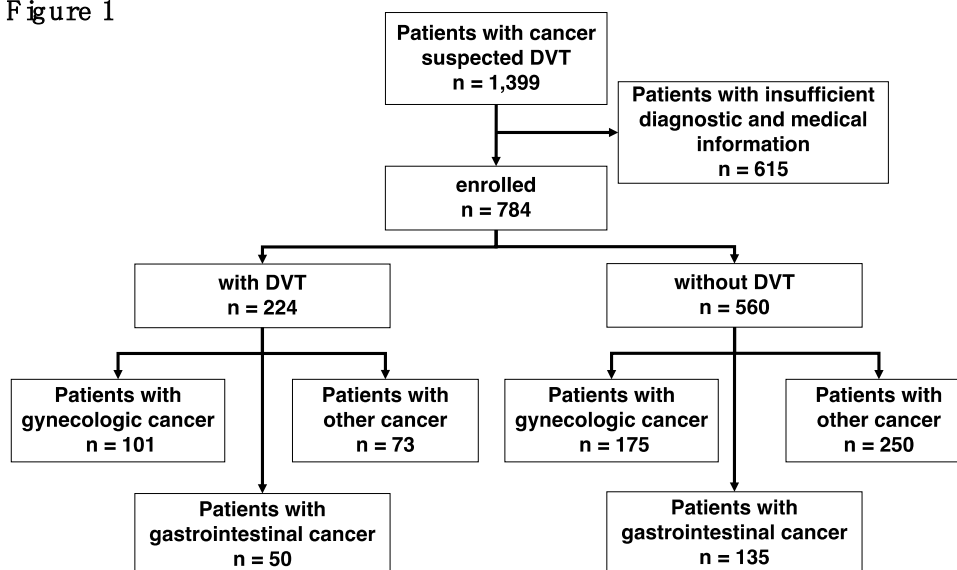 Figure 1
Patients with cancer
suspected DVT
n = 1,399
Patients with insufficient
diagnostic and medical
information
n = 615
enrolled
n = 784
with DVT
n = 224
without DVT
n = 560
Patients with
gynecologic cancer
n = 101
Patients with
other cancer
n = 73
Patients with
gynecologic cancer
n = 175
Patients with
other cancer
n = 250
Patients with
gastrointestinal cancer
n = 50
Patients with
gastrointestinal cancer
n = 135